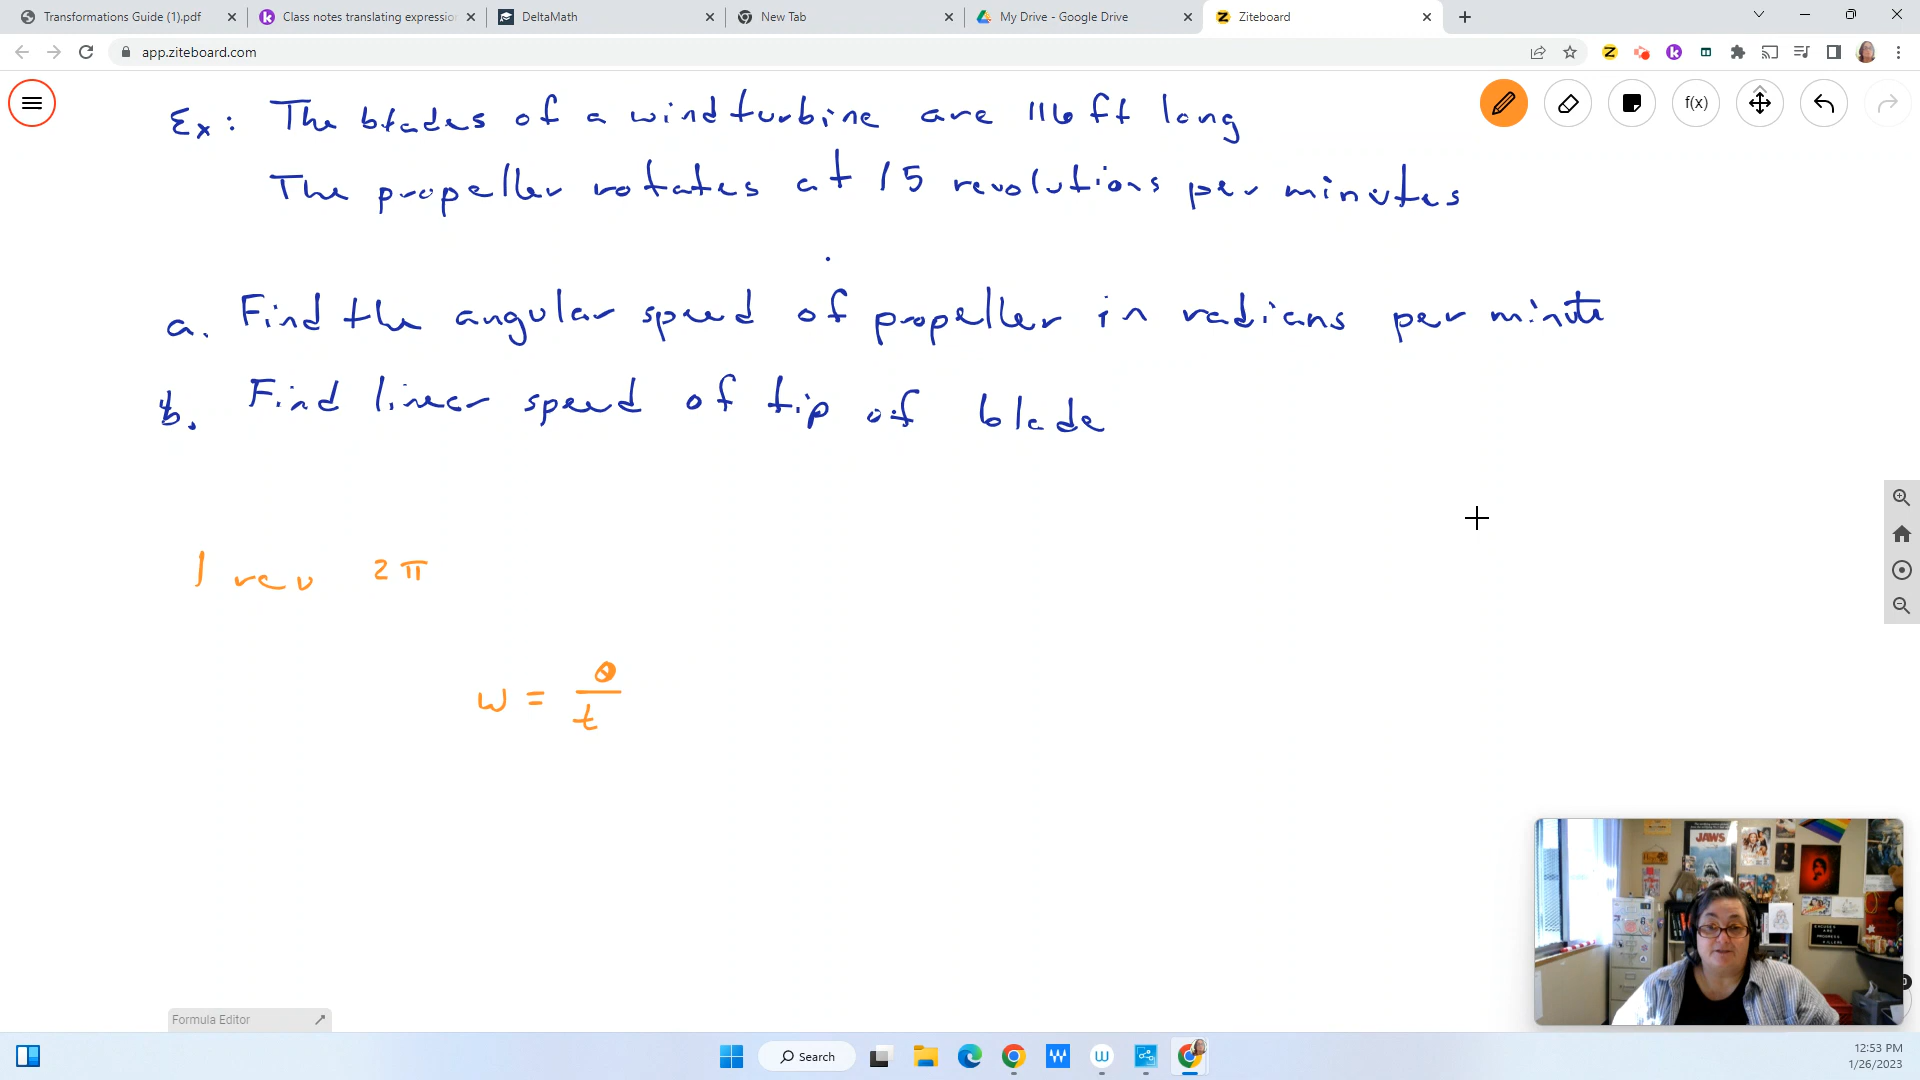 Transformations Guide (1).pdf
Class notes translating expressio
DeltaMath
New Tab
My Drive - Google Drive
Ziteboard
app.ziteboard.com
f(x)
Ex: The blades of a wind turbine are 116 ft long
The propeller rotates at 15 revolutions per minutes
a. Find the angular speed of propeller in radians per minute
b. Find linear speed of tip of blade
1 rev 2π
w = θ/t
JAWS
Formula Editor
Search
12:53 PM
1/26/2023